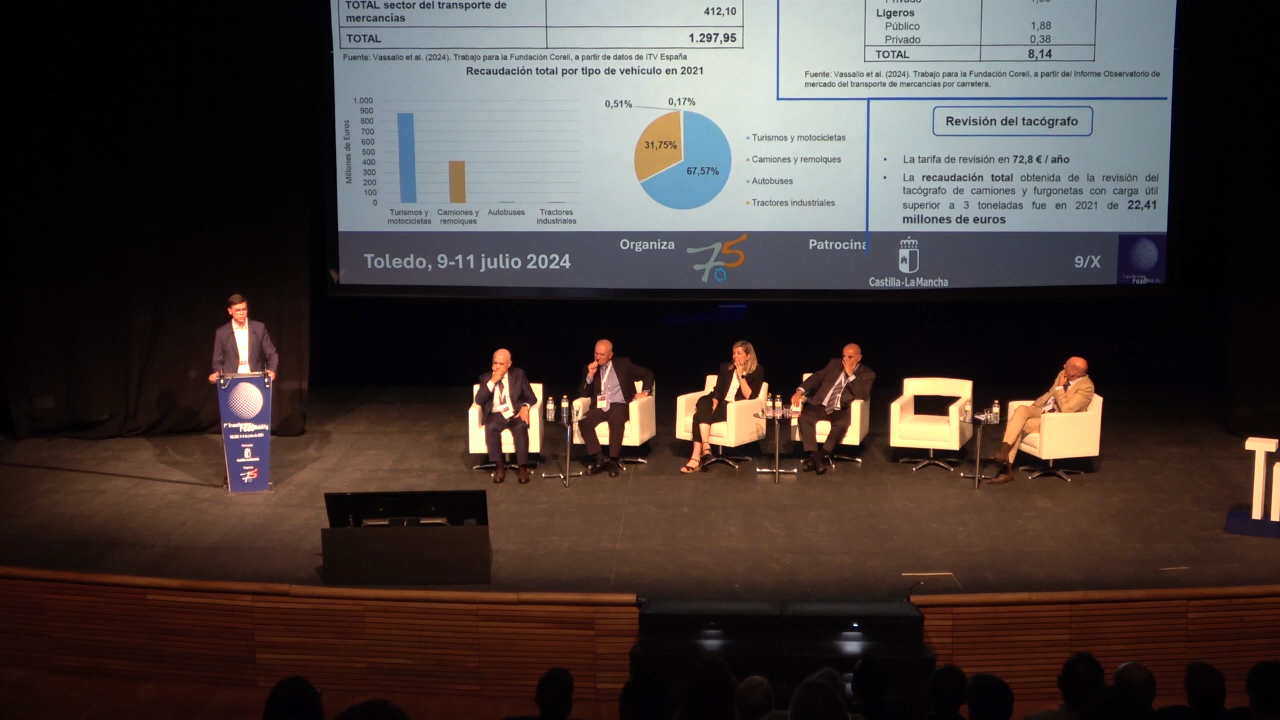 TOTAL sector del transporte de
mercancías
412,10
TOTAL
1.297,95
Fuente: Vassallo et al. (2024). Trabajo para la Fundación Corell, a partir de datos de ITV España
Recaudación total por tipo de vehículo en 2021
Millones de Euros
1.000
900
800
700
600
500
400
300
200
100
0
Turismos y
motocicletas
Camiones y
remolques
Autobuses
Tractores
industriales
0,51%
0,17%
31,75%
67,57%
Turismos y motocicletas
Camiones y remolques
Autobuses
Tractores industriales
Ligeros
Público
1,88
Privado
0,38
TOTAL
8,14
Fuente: Vassallo et al. (2024). Trabajo para la Fundación Corell, a partir del Informe Observatorio de
mercado del transporte de mercancías por carretera.
Revisión del tacógrafo
• La tarifa de revisión en 72,8 € / año
• La recaudación total obtenida de la revisión del
tacógrafo de camiones y furgonetas con carga útil
superior a 3 toneladas fue en 2021 de 22,41
millones de euros
Toledo, 9-11 julio 2024
Organiza
75
Patrocina
Castilla-La Mancha
9/X
75